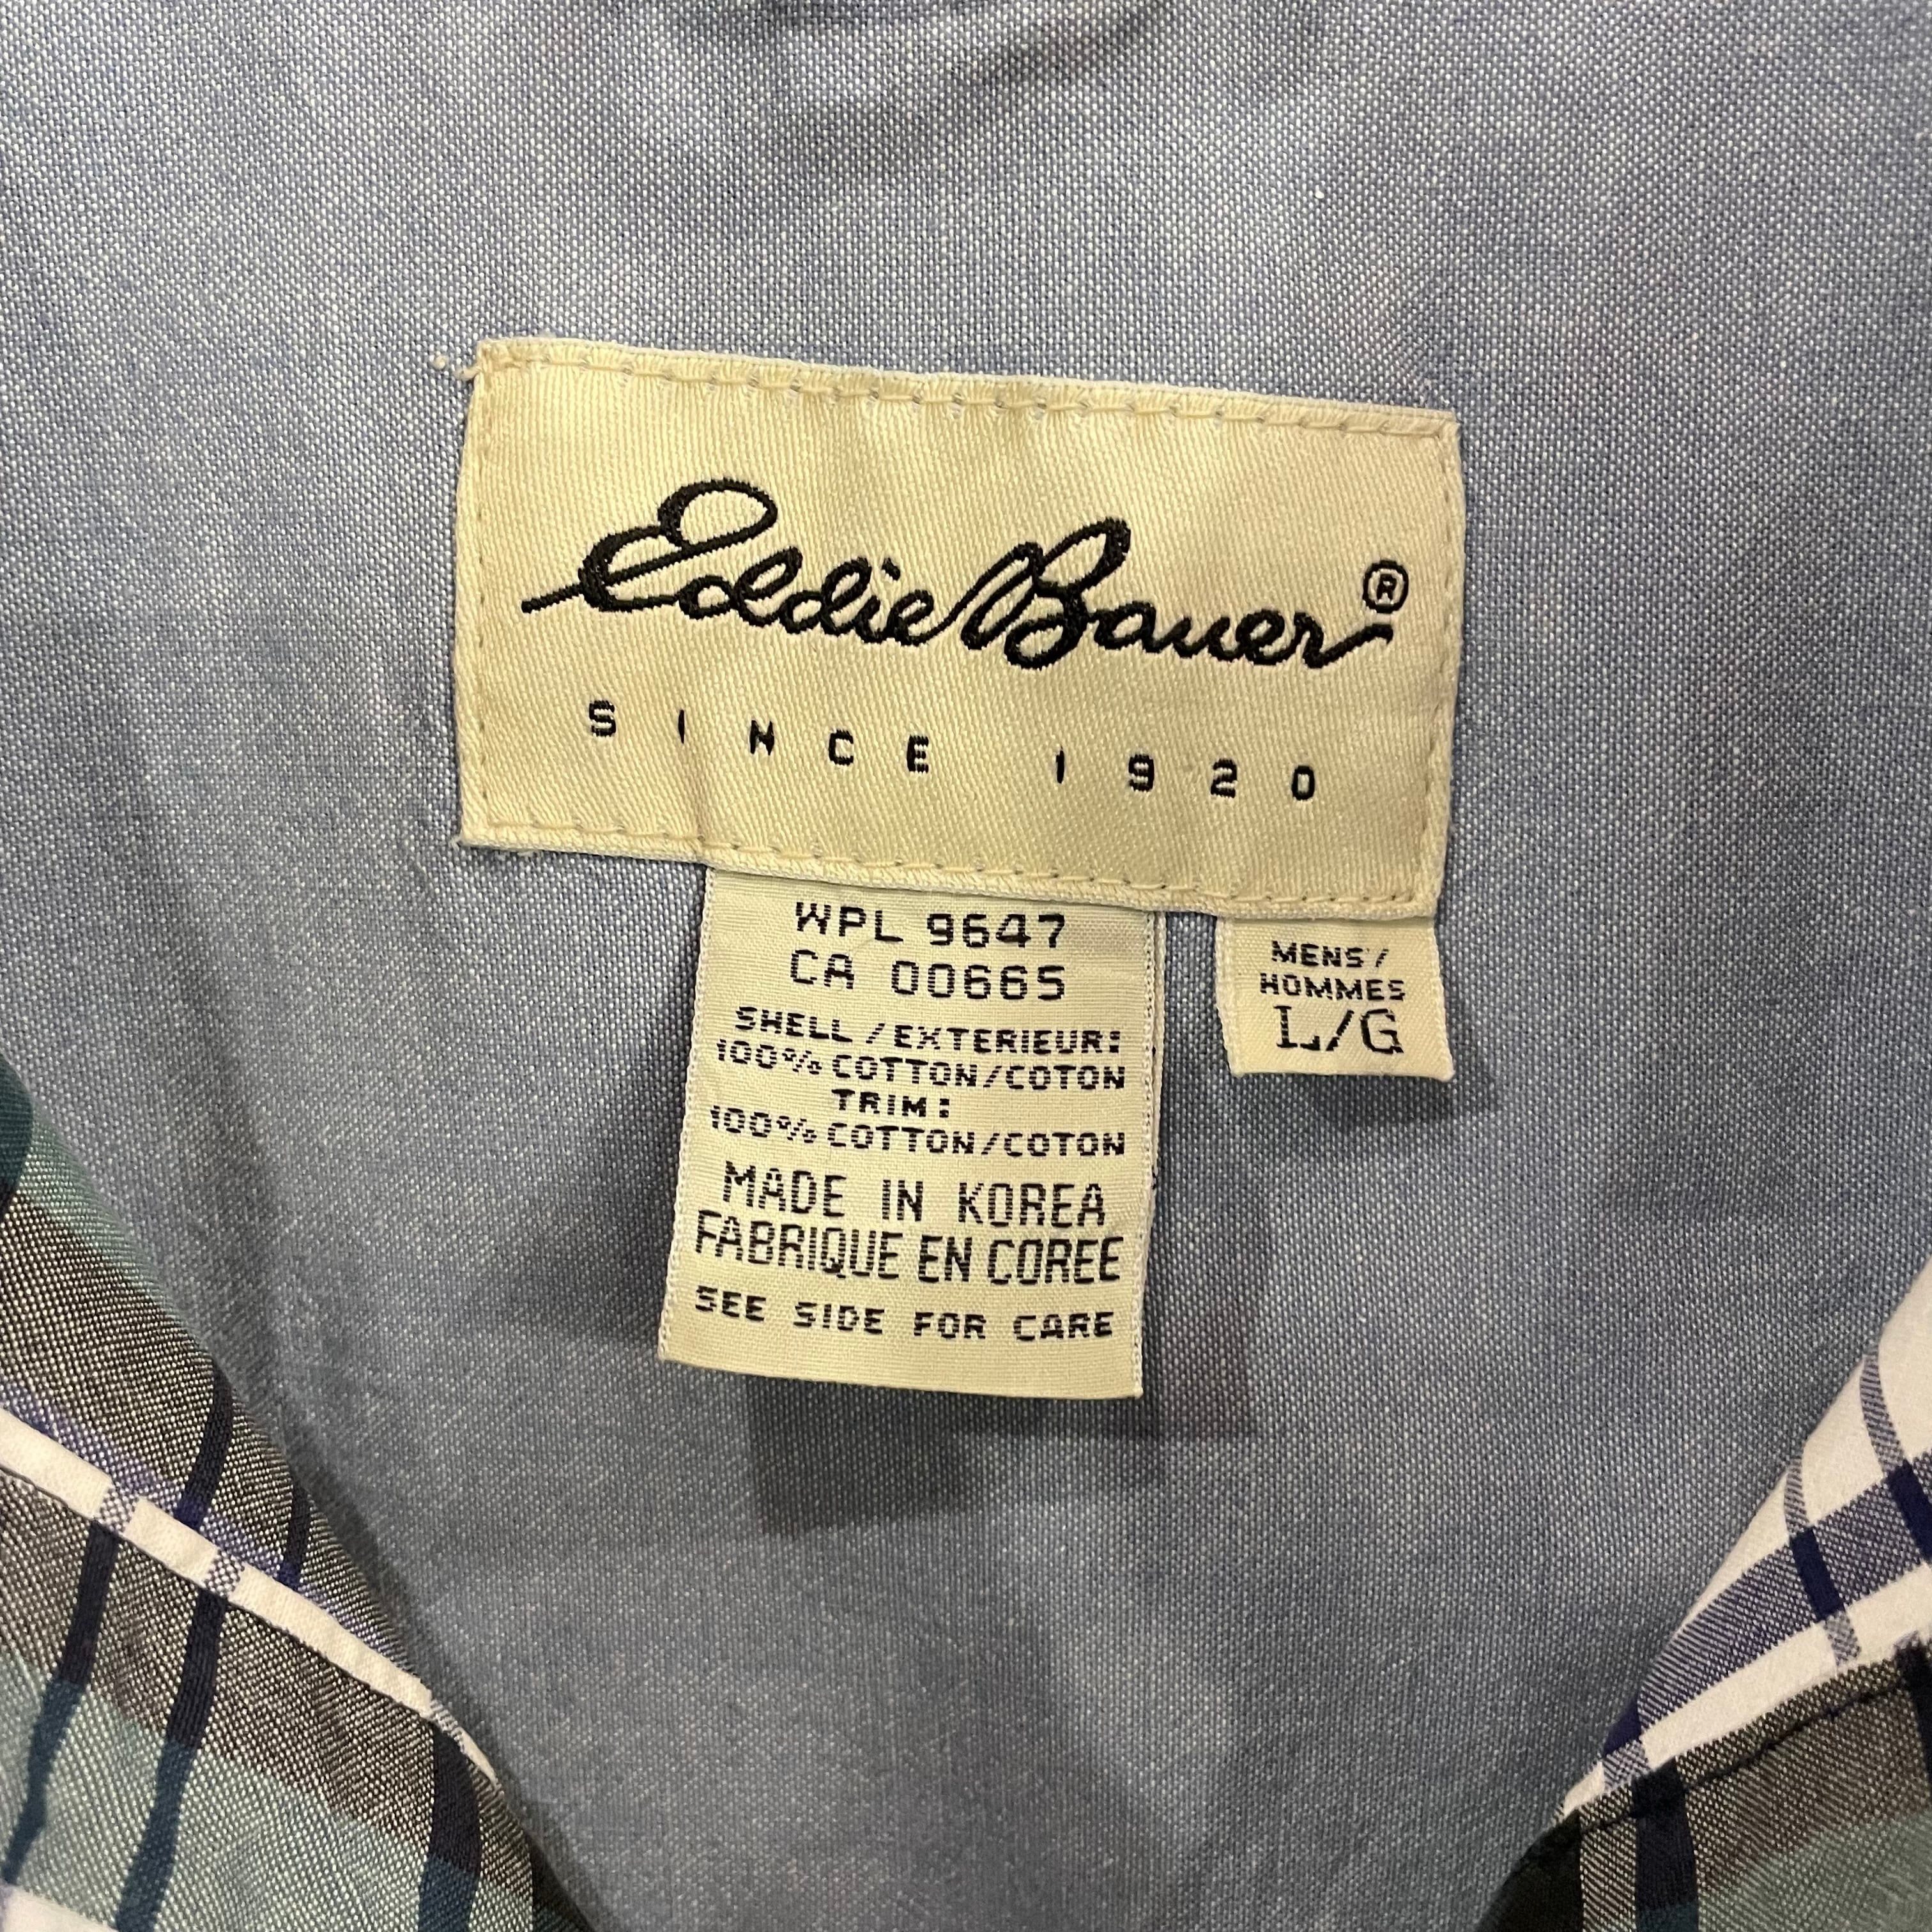 Eddie Bauer®
SINCE 1920
WPL 9647
CA 00665
SHELL/EXTERIEUR:
100% COTTON/COTON
TRIM:
100% COTTON/COTON
MADE IN KOREA
FABRIQUE EN COREE
SEE SIDE FOR CARE
MENS'/
HOMMES
L/G